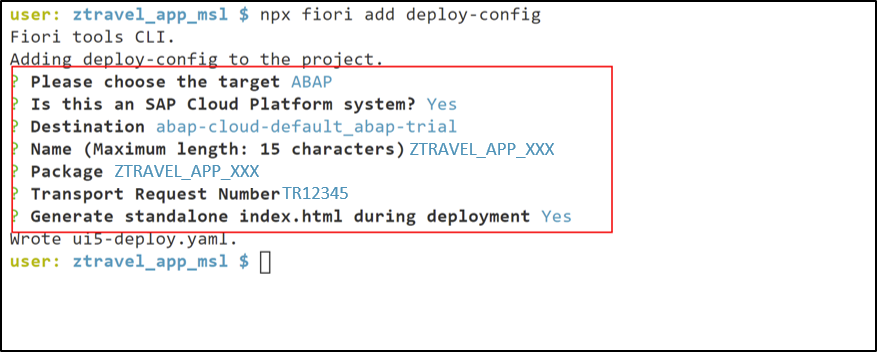 user: ztravel_app_msl $ npx fiori add deploy-config
Fiori tools CLI.
Adding deploy-config to the project.
? Please choose the target ABAP
? Is this an SAP Cloud Platform system? Yes
? Destination abap-cloud-default_abap-trial
? Name (Maximum length: 15 characters) ZTRAVEL_APP_XXX
? Package ZTRAVEL_APP_XXX
? Transport Request Number TR12345
? Generate standalone index.html during deployment Yes
Wrote ui5-deploy.yaml.
user: ztravel_app_msl $